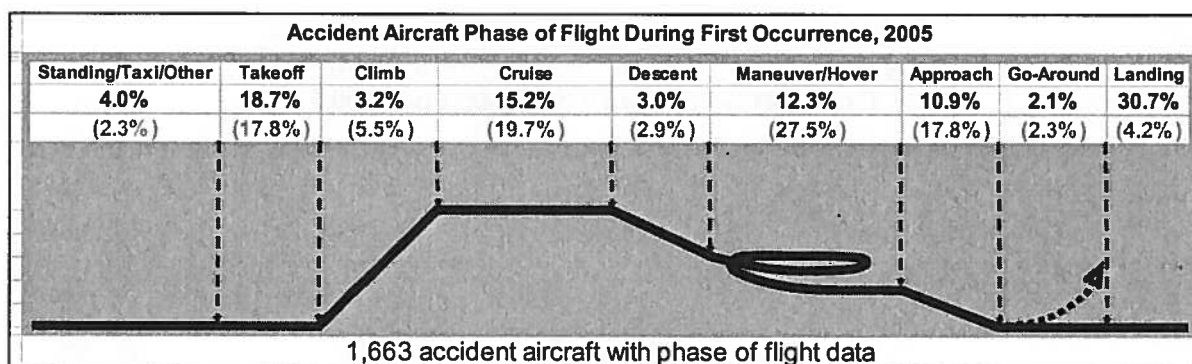 Accident Aircraft Phase of Flight During First Occurrence, 2005
Standing/Taxi/Other Takeoff Climb Cruise Descent Maneuver/Hover Approach Go-Around Landing
4.0% 18.7% 3.2% 15.2% 3.0% 12.3% 10.9% 2.1% 30.7%
(2.3%) (17.8%) (5.5%) (19.7%) (2.9%) (27.5%) (17.8%) (2.3%) (4.2%)
1,663 accident aircraft with phase of flight data